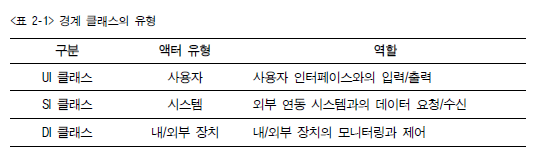 <표 2-1> 경계 클래스의 유형
구분 액터 유형 역할
UI 클래스 사용자 사용자 인터페이스와의 입력/출력
SI 클래스 시스템 외부 연동 시스템과의 데이터 요청/수신
DI 클래스 내/외부 장치 내/외부 장치의 모니터링과 제어